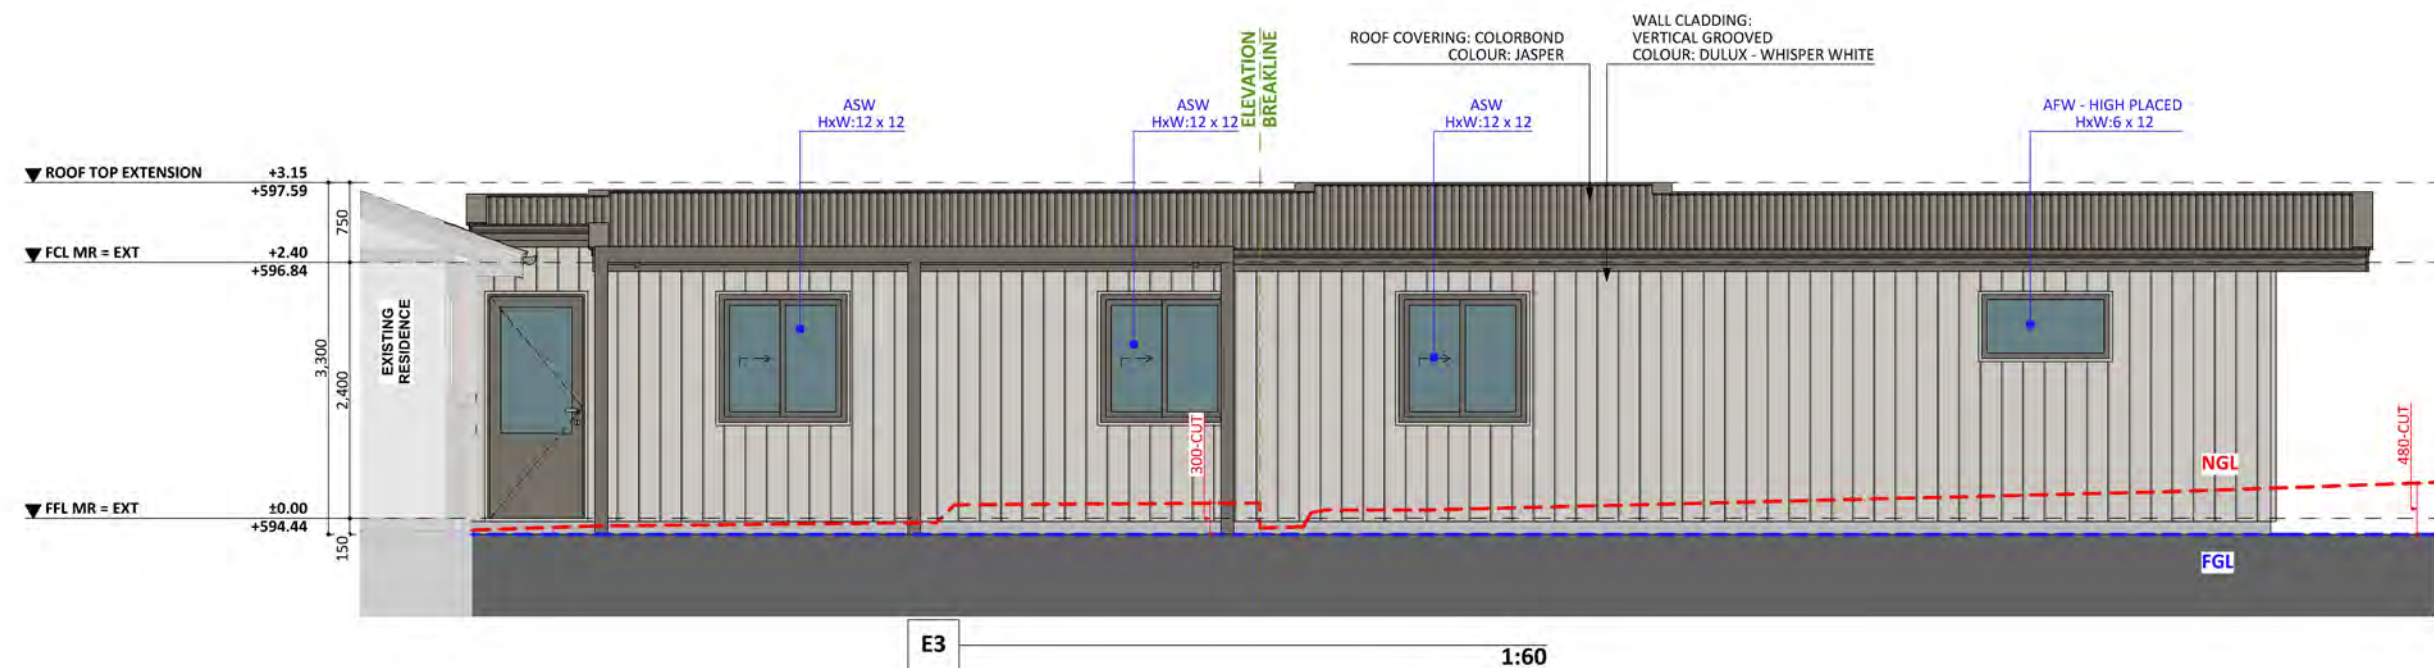 ELEVATION
BREAKLINE
ROOF COVERING: COLORBOND
COLOUR: JASPER
WALL CLADDING:
VERTICAL GROOVED
COLOUR: DULUX - WHISPER WHITE
ASW
HxW:12 x 12
ASW
HxW:12 x 12
ASW
HxW:12 x 12
AFW - HIGH PLACED
HxW:6 x 12
ROOF TOP EXTENSION
+3.15
+597.59
750
FCL MR = EXT
+2.40
+596.84
EXISTING
RESIDENCE
3,300
2,400
300-CUT
480-CUT
NGL
FFL MR = EXT
±0.00
+594.44
150
FGL
E3
1:60